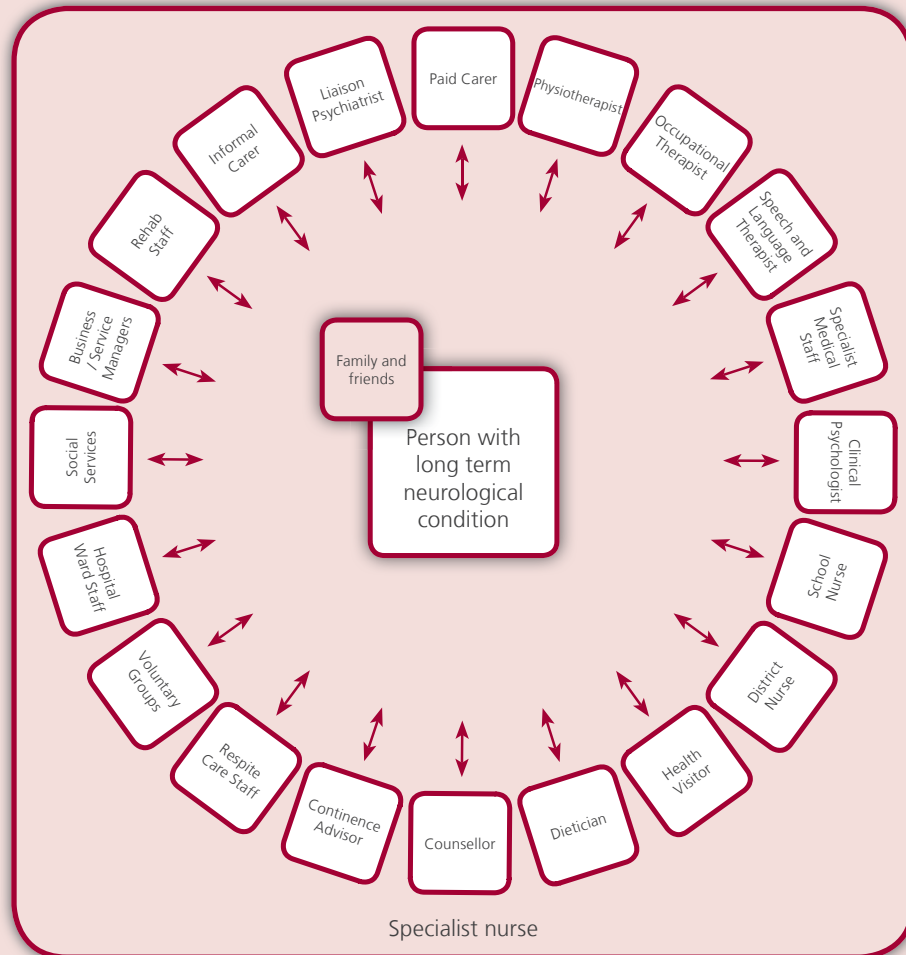 Paid Carer
Physiotherapist
Occupational
Therapist
Speech and
Language
Therapist
Specialist
Medical
Staff
Clinical
Psychologist
School
Nurse
District
Nurse
Health
Visitor
Dietician
Counsellor
Continence
Advisor
Respite
Care Staff
Voluntary
Groups
Hospital
Ward Staff
Social
Services
Business
/ Service
Managers
Rehab
Staff
Informal
Carer
Liaison
Psychiatrist
Family and
friends
Person with
long term
neurological
condition
Specialist nurse